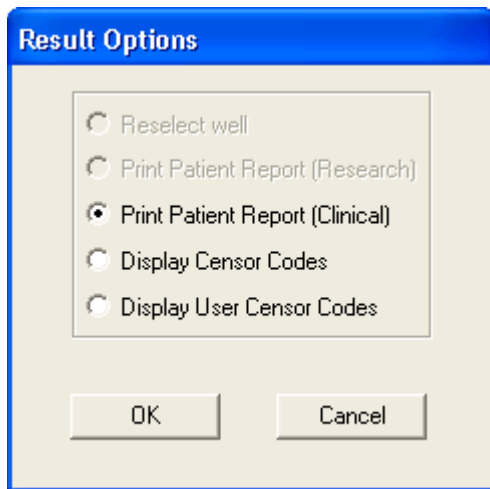 Result Options
Reselect well
Print Patient Report (Research)
Print Patient Report (Clinical)
Display Censor Codes
Display User Censor Codes
OK
Cancel